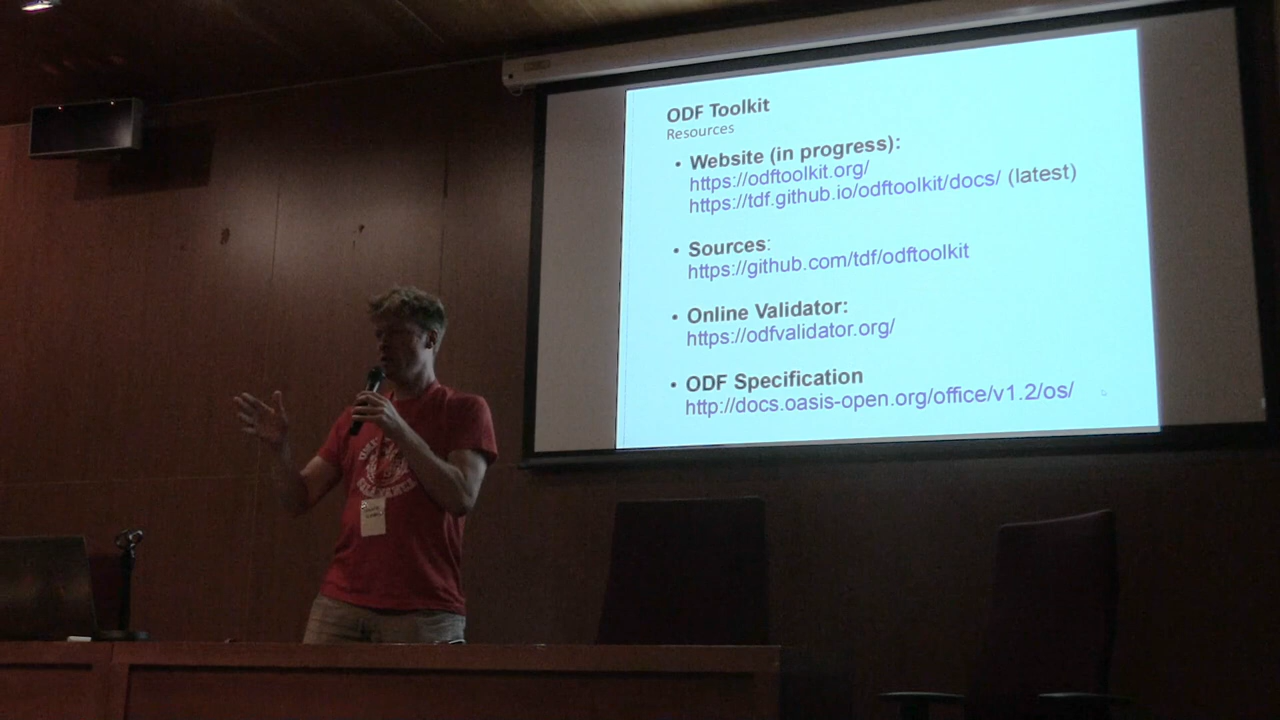 ODF Toolkit
Resources
• Website (in progress):
https://odftoolkit.org/
https://tdf.github.io/odftoolkit/docs/ (latest)
• Sources:
https://github.com/tdf/odftoolkit
• Online Validator:
https://odfvalidator.org/
• ODF Specification
http://docs.oasis-open.org/office/v1.2/os/